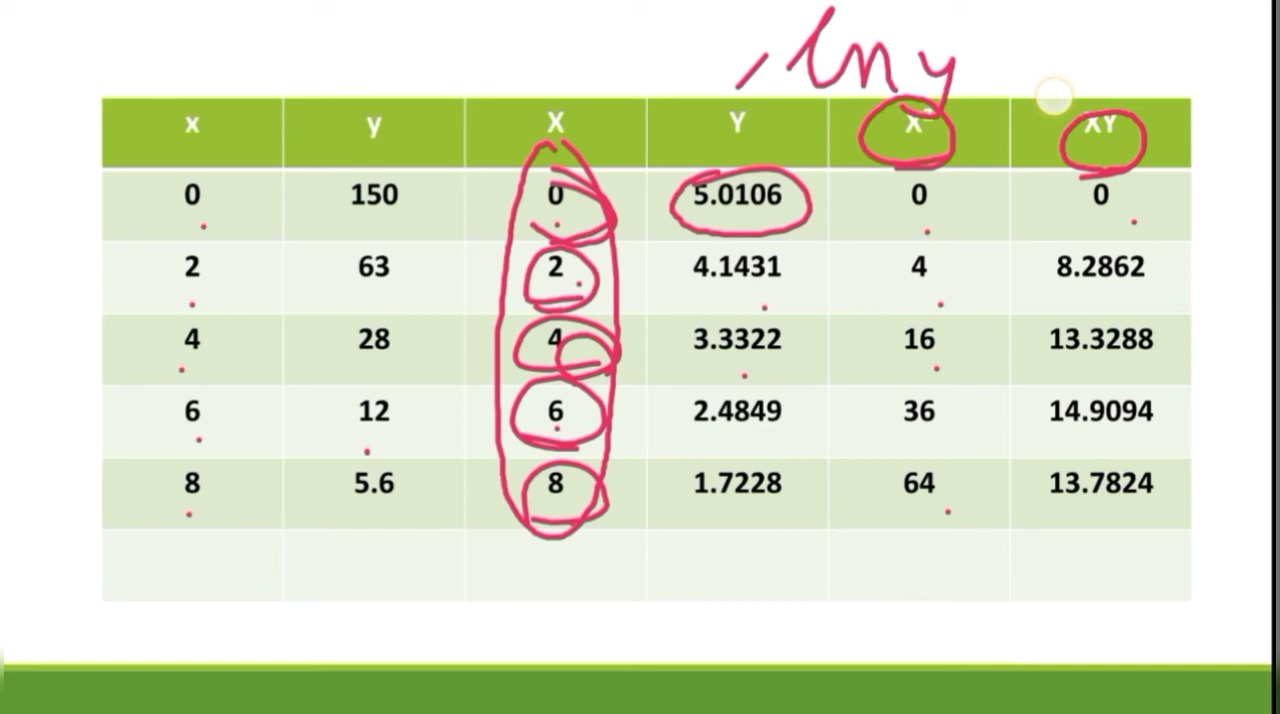 ln y
x y X Y X² XY
0 150 0 5.0106 0 0
2 63 2 4.1431 4 8.2862
4 28 4 3.3322 16 13.3288
6 12 6 2.4849 36 14.9094
8 5.6 8 1.7228 64 13.7824